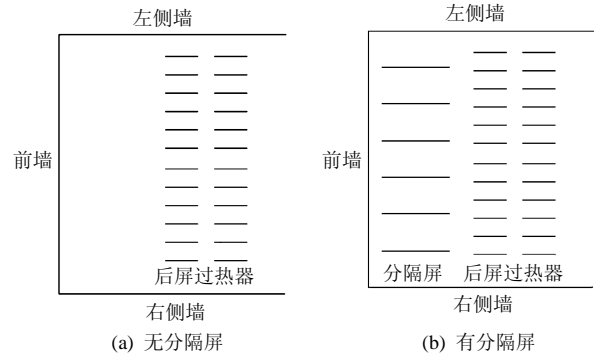 左侧墙
前墙
后屏过热器
右侧墙
(a) 无分隔屏
左侧墙
前墙
分隔屏 后屏过热器
右侧墙
(b) 有分隔屏